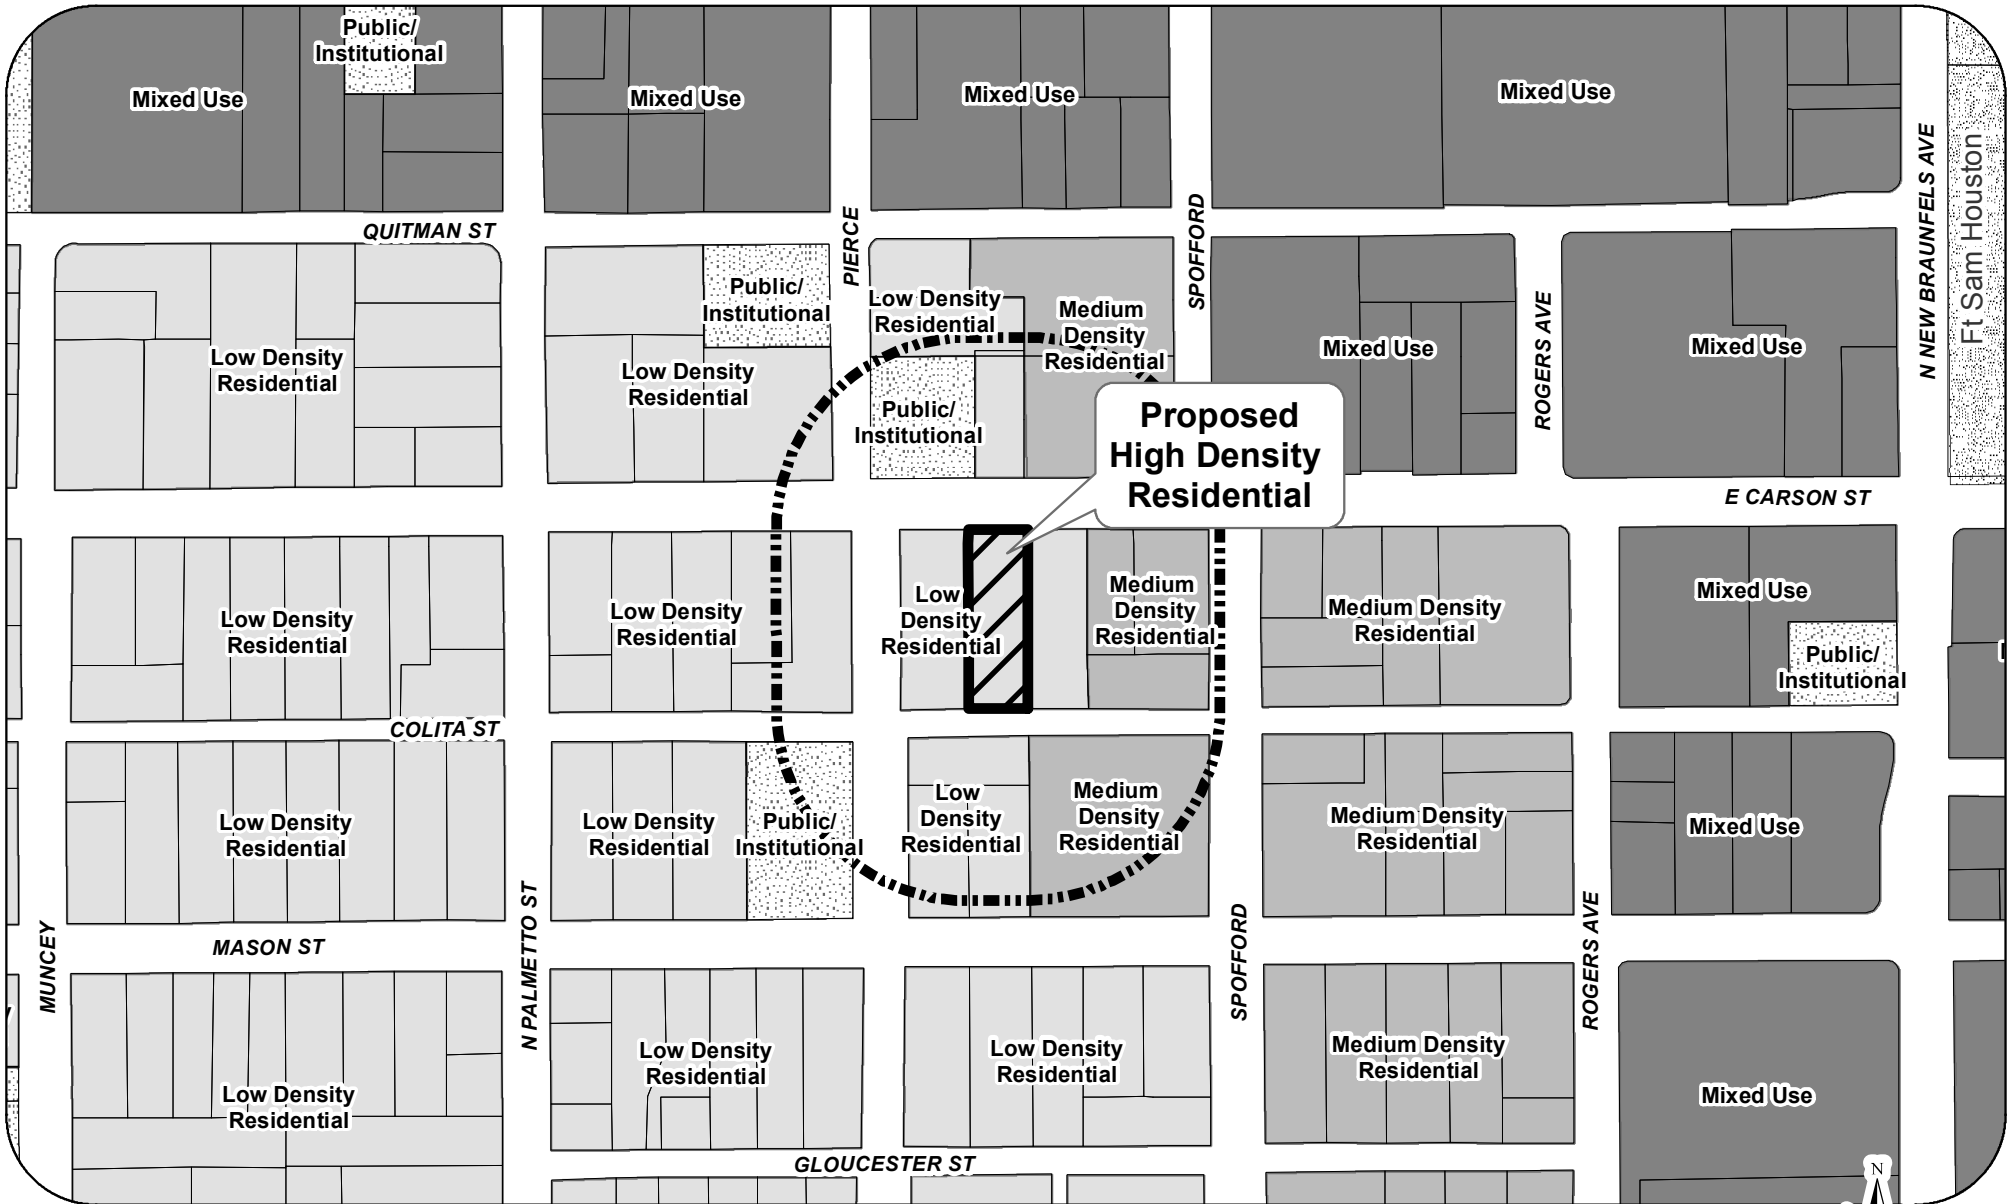 Public/
Institutional
Mixed Use
Mixed Use
Mixed Use
Mixed Use
QUITMAN ST
PIERCE
SPOFFORD
N NEW BRAUNFELS AVE
Ft Sam Houston
Low Density
Residential
Public/
Institutional
Low Density
Residential
Low Density
Residential
Medium
Density
Residential
Public/
Institutional
Mixed Use
ROGERS AVE
Mixed Use
Proposed
High Density
Residential
E CARSON ST
Low Density
Residential
Low Density
Residential
Low
Density
Residential
Medium
Density
Residential
Medium Density
Residential
Mixed Use
Public/
Institutional
COLITA ST
Low Density
Residential
Low Density
Residential
Public/
Institutional
Low
Density
Residential
Medium
Density
Residential
Medium Density
Residential
Mixed Use
MUNCEY
MASON ST
N PALMETTO ST
SPOFFORD
ROGERS AVE
Low Density
Residential
Low Density
Residential
Low Density
Residential
Medium Density
Residential
Mixed Use
GLOUCESTER ST
N